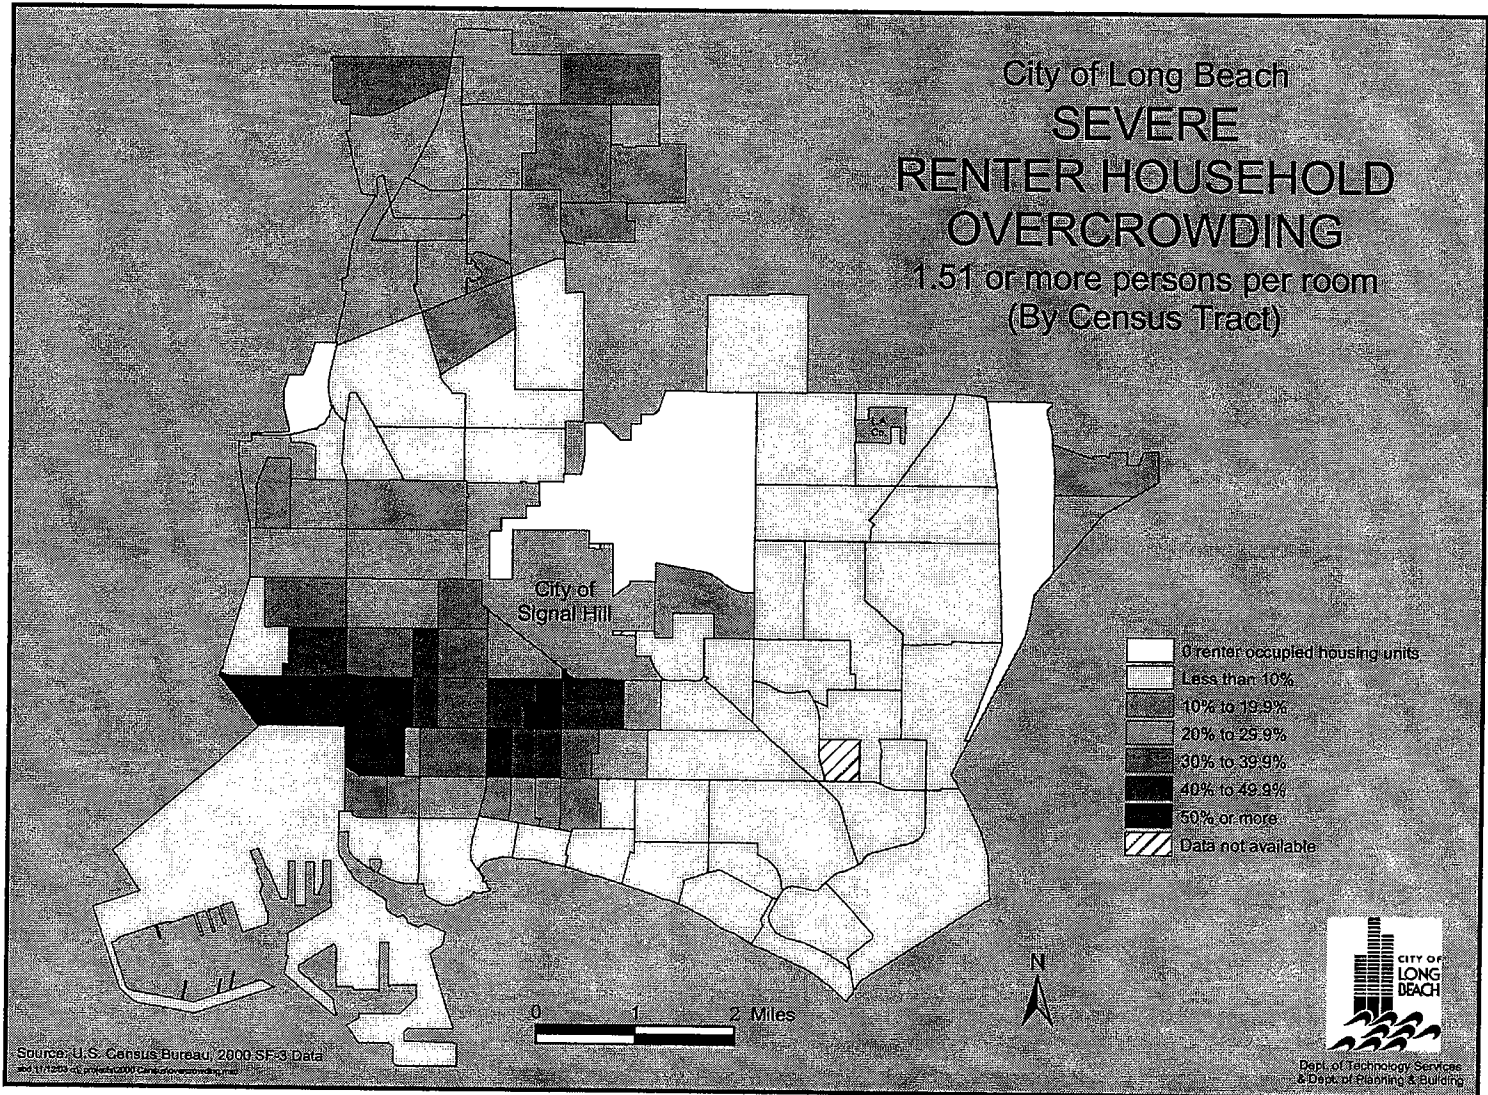 City of Long Beach
SEVERE
RENTER HOUSEHOLD
OVERCROWDING
1.51 or more persons per room
(By Census Tract)
City of
Signal Hill
0 renter occupied housing units
Less than 10%
10% to 19.9%
20% to 29.9%
30% to 39.9%
40% to 49.9%
50% or more
Data not available
N
0 1 2 Miles
CITY OF
LONG
BEACH
Source: U.S. Census Bureau, 2000 SF-3 Data
Dept. of Technology Services
& Dept. of Planning & Building